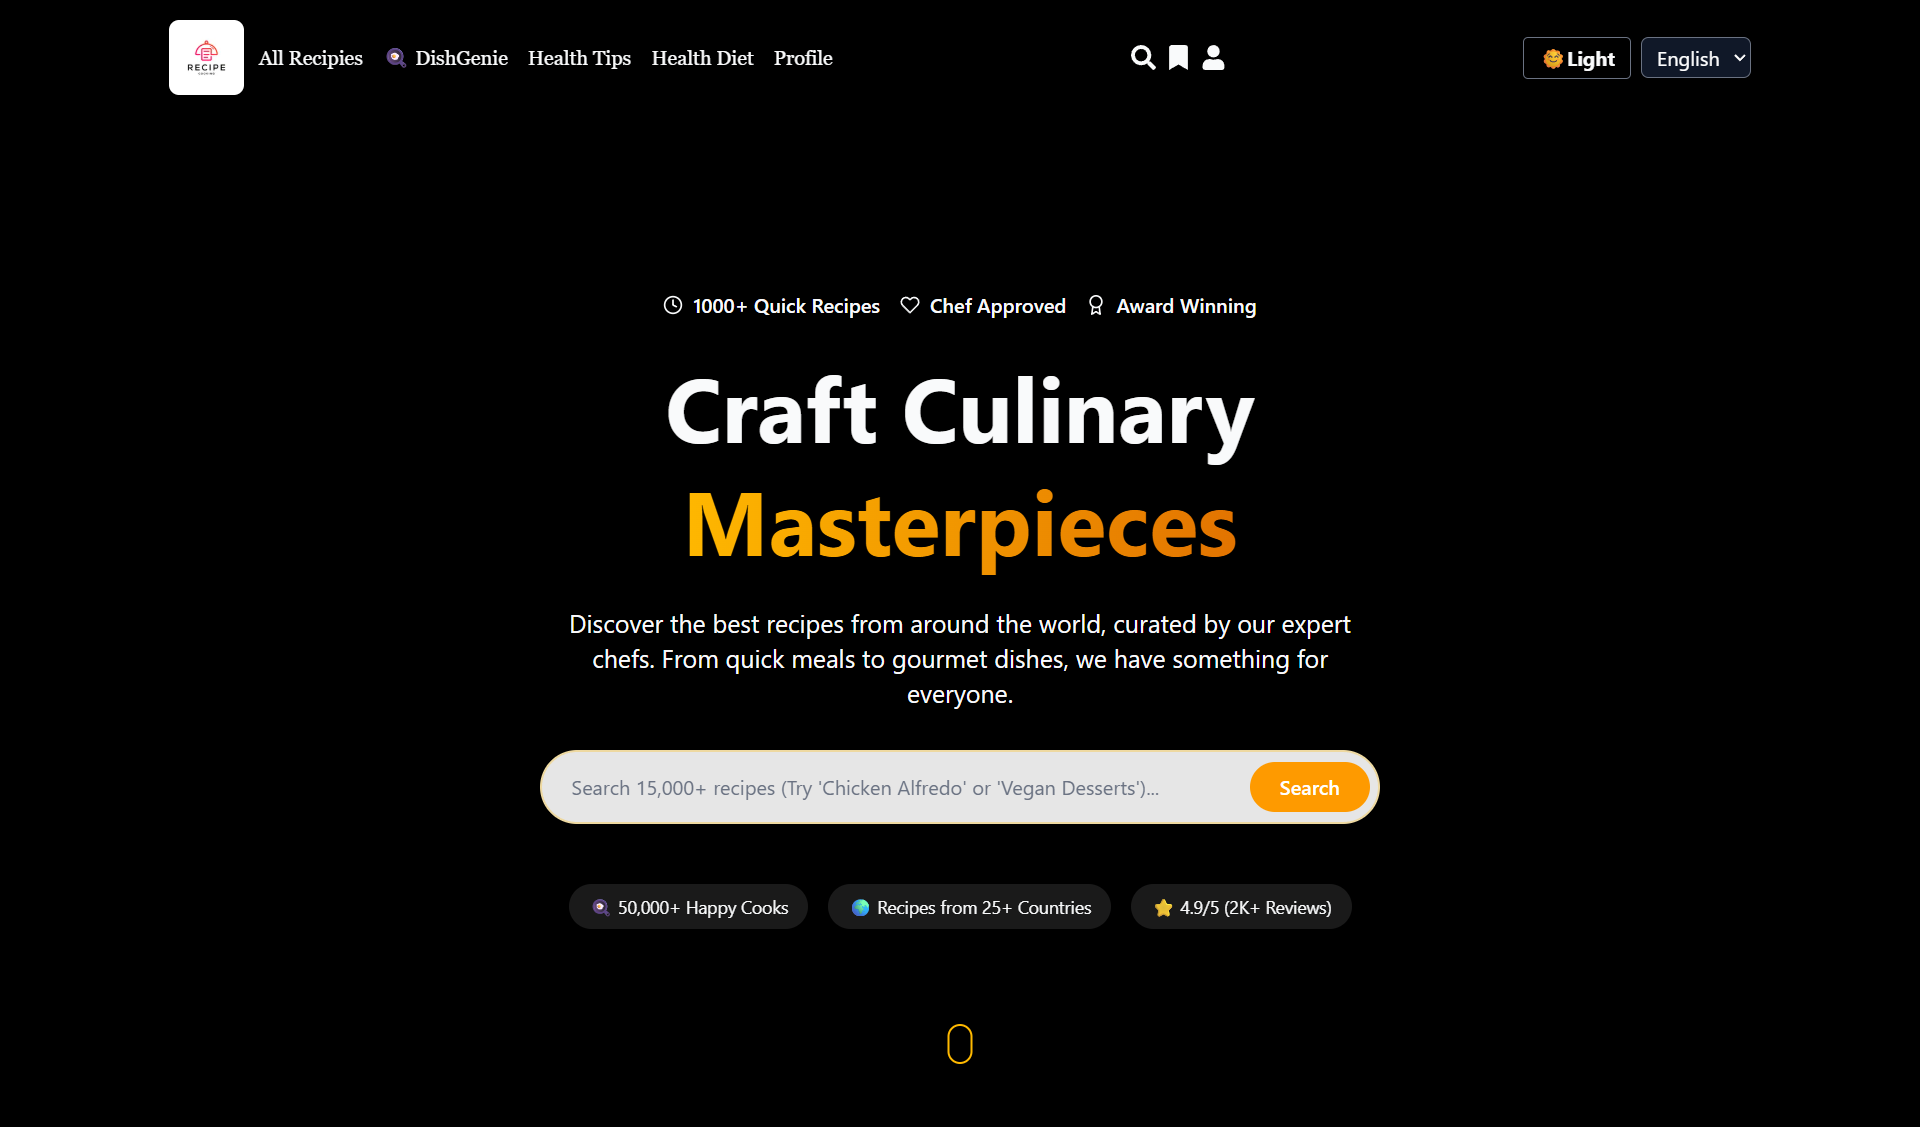 RECIPE
COOKING
All Recipies
DishGenie
Health Tips
Health Diet
Profile
Light
English
1000+ Quick Recipes
Chef Approved
Award Winning
Craft Culinary
Masterpieces
Discover the best recipes from around the world, curated by our expert
chefs. From quick meals to gourmet dishes, we have something for
everyone.
Search 15,000+ recipes (Try 'Chicken Alfredo' or 'Vegan Desserts')...
Search
50,000+ Happy Cooks
Recipes from 25+ Countries
4.9/5 (2K+ Reviews)